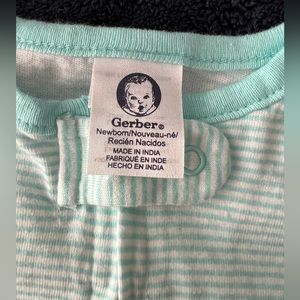 Gerber®
Newborn/Nouveau-né/
Recién Nacidos
MADE IN INDIA
FABRIQUÉ EN INDE
HECHO EN INDIA